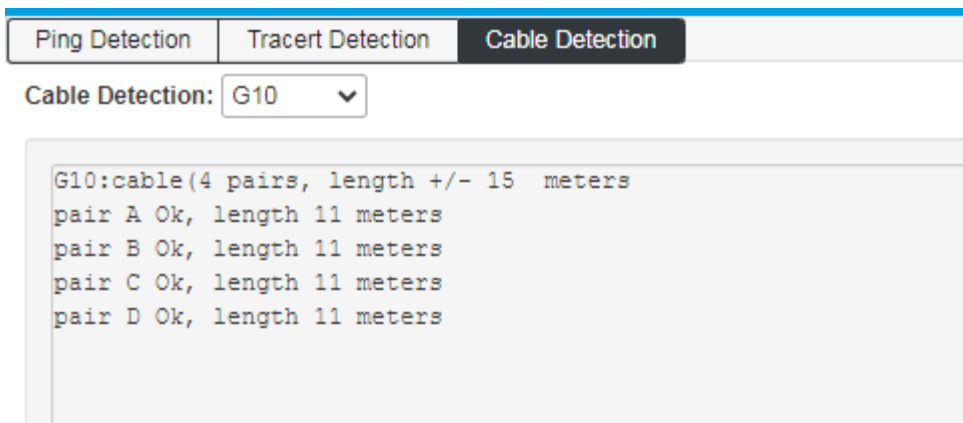 Ping Detection Tracert Detection Cable Detection
Cable Detection: G10
G10:cable(4 pairs, length +/- 15  meters
pair A Ok, length 11 meters
pair B Ok, length 11 meters
pair C Ok, length 11 meters
pair D Ok, length 11 meters